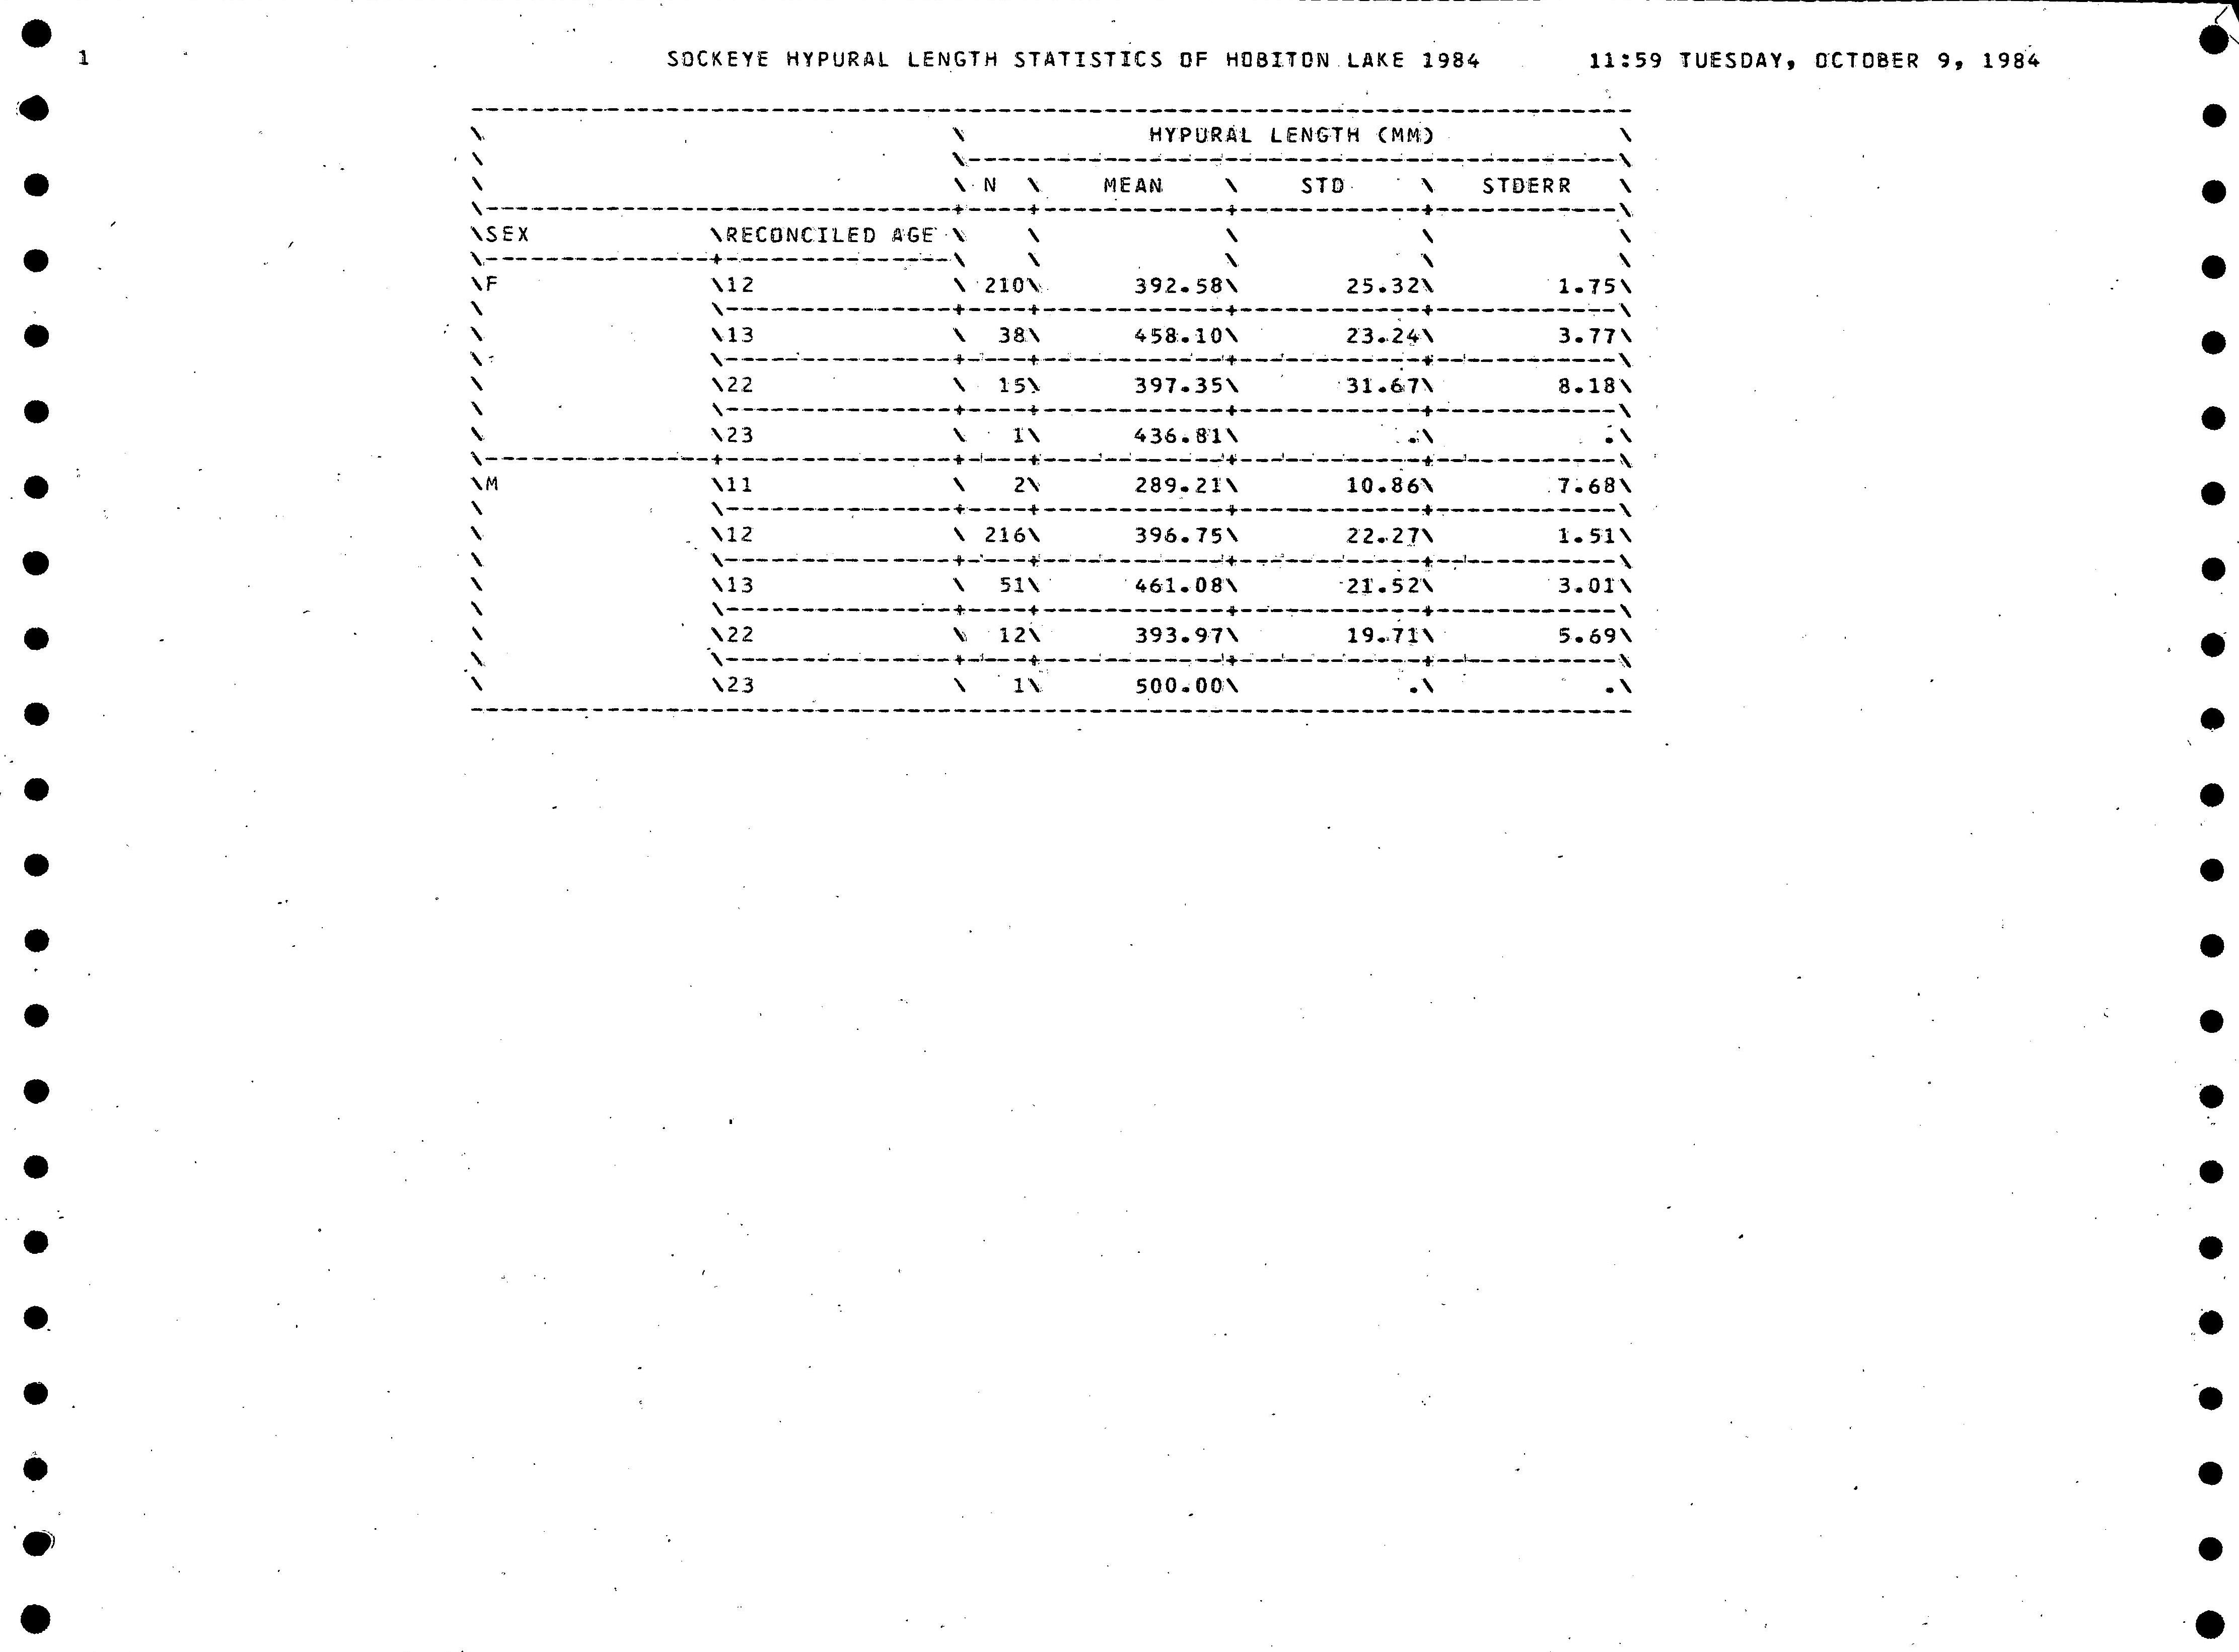 1 SOCKEYE HYPURAL LENGTH STATISTICS OF HOBITON LAKE 1984 11:59 TUESDAY, OCTOBER 9, 1984
HYPURAL LENGTH (MM)
N MEAN STD STDERR
SEX RECONCILED AGE
F 12 210 392.58 25.32 1.75
13 38 458.10 23.24 3.77
22 15 397.35 31.67 8.18
23 1 436.81 . .
M 11 2 289.21 10.86 7.68
12 216 396.75 22.27 1.51
13 51 461.08 21.52 3.01
22 12 393.97 19.71 5.69
23 1 500.00 . .